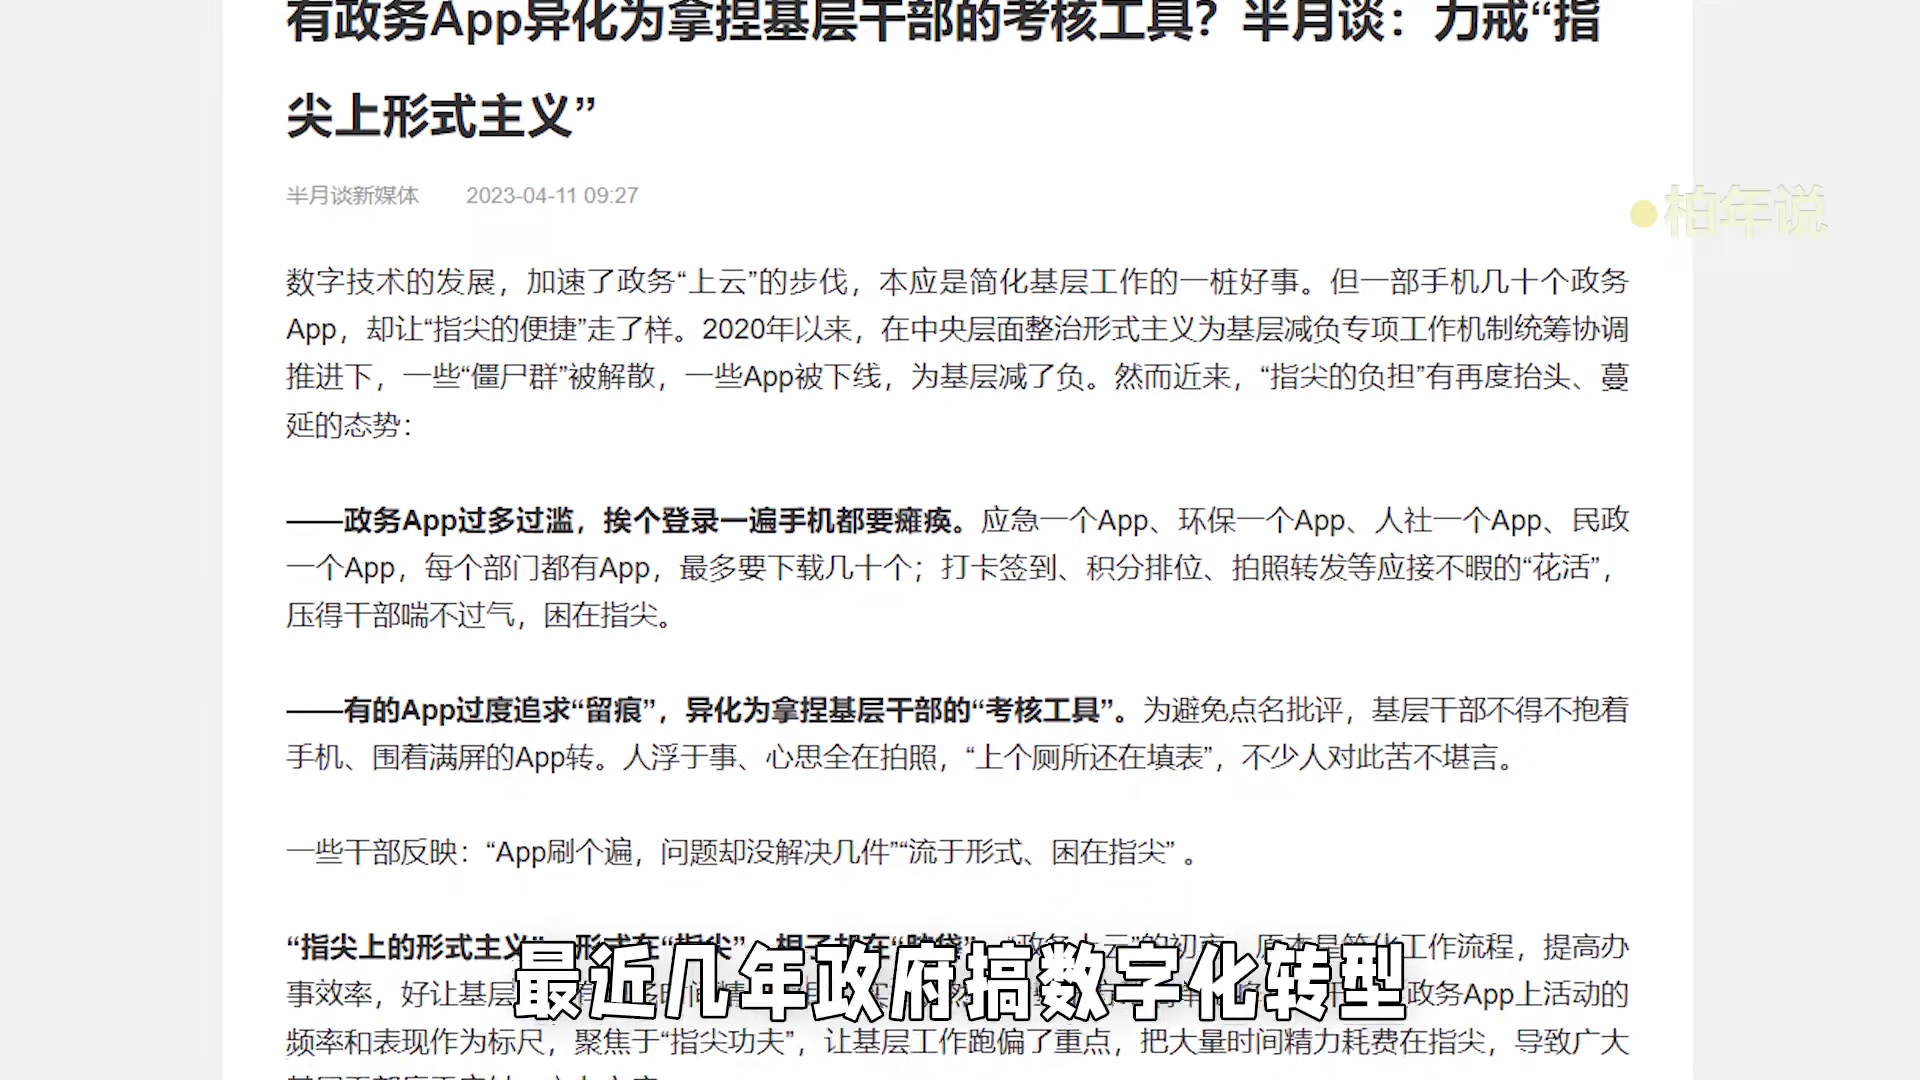 有政务App异化为拿捏基层干部的考核工具？半月谈：力戒“指
尖上形式主义”
半月谈新媒体 2023-04-11 09:27
柏年说
数字技术的发展，加速了政务“上云”的步伐，本应是简化基层工作的一桩好事。但一部手机几十个政务
App，却让“指尖的便捷”走了样。2020年以来，在中央层面整治形式主义为基层减负专项工作机制统筹协调
推进下，一些“僵尸群”被解散，一些App被下线，为基层减了负。然而近来，“指尖的负担”有再度抬头、蔓
延的态势：
——政务App过多过滥，挨个登录一遍手机都要瘫痪。应急一个App、环保一个App、人社一个App、民政
一个App，每个部门都有App，最多要下载几十个；打卡签到、积分排位、拍照转发等应接不暇的“花活”，
压得干部喘不过气，困在指尖。
——有的App过度追求“留痕”，异化为拿捏基层干部的“考核工具”。为避免点名批评，基层干部不得不抱着
手机、围着满屏的App转。人浮于事、心思全在拍照，“上个厕所还在填表”，不少人对此苦不堪言。
一些干部反映：“App刷个遍，问题却没解决几件”“流于形式、困在指尖” 。
“指尖上的形式主义”，形式在“指尖”，根子却在 “政务上云”的初衷，原本是简化工作流程，提高办
事效率，好让基层 政务App上活动的
最近几年政府搞数字化转型
频率和表现作为标尺，聚焦于“指尖功夫”，让基层工作跑偏了重点，把大量时间精力耗费在指尖，导致广大